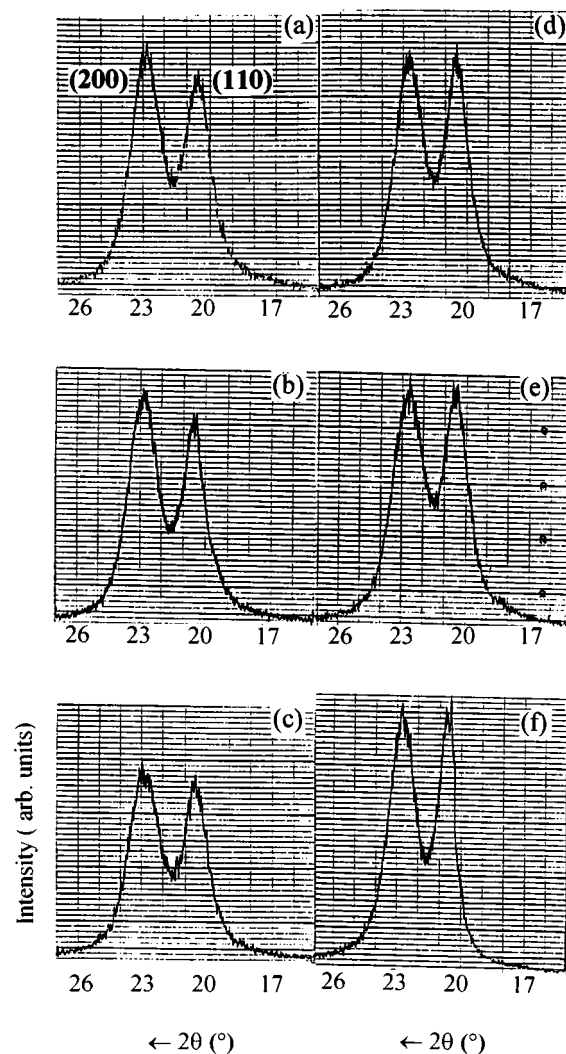 (a) (d)
(200) (110)
26 23 20 17 26 23 20 17
(b) (e)
26 23 20 17 26 23 20 17
(c) (f)
Intensity ( arb. units)
26 23 20 17 26 23 20 17
← 2θ (°) ← 2θ (°)